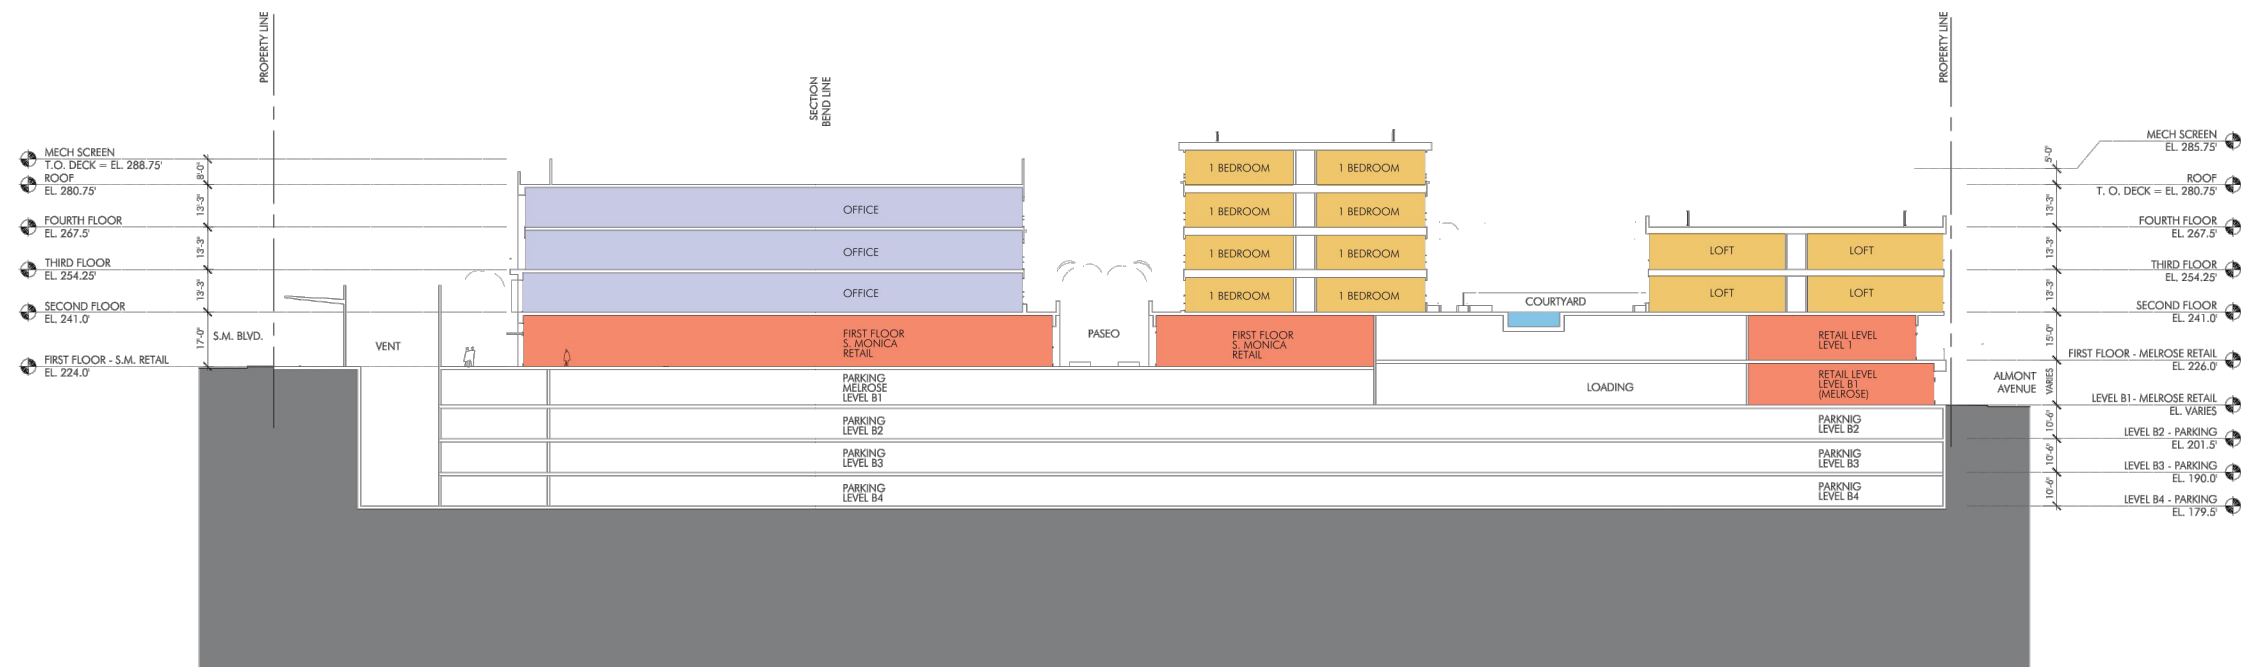 PROPERTY LINE
SECTION
BEND LINE
PROPERTY LINE
MECH SCREEN
T.O. DECK = EL. 288.75'
ROOF
EL. 280.75'
FOURTH FLOOR
EL. 267.5'
THIRD FLOOR
EL. 254.25'
SECOND FLOOR
EL. 241.0'
FIRST FLOOR - S.M. RETAIL
EL. 224.0'
8'-0"
13'-3"
13'-3"
13'-3"
17'-0"
S.M. BLVD.
VENT
OFFICE
OFFICE
OFFICE
FIRST FLOOR
S. MONICA
RETAIL
PASEO
1 BEDROOM
1 BEDROOM
1 BEDROOM
1 BEDROOM
1 BEDROOM
1 BEDROOM
1 BEDROOM
1 BEDROOM
FIRST FLOOR
S. MONICA
RETAIL
COURTYARD
LOFT
LOFT
LOFT
LOFT
RETAIL LEVEL
LEVEL 1
LOADING
RETAIL LEVEL
LEVEL B1
(MELROSE)
PARKING
MELROSE
LEVEL B1
PARKING
LEVEL B2
PARKING
LEVEL B3
PARKING
LEVEL B4
PARKNIG
LEVEL B2
PARKNIG
LEVEL B3
PARKNIG
LEVEL B4
ALMONT
AVENUE
5'-0"
13'-3"
13'-3"
13'-3"
15'-0"
VARIES
10'-6"
10'-6"
10'-6"
MECH SCREEN
EL. 285.75'
ROOF
T. O. DECK = EL. 280.75'
FOURTH FLOOR
EL. 267.5'
THIRD FLOOR
EL. 254.25'
SECOND FLOOR
EL. 241.0'
FIRST FLOOR - MELROSE RETAIL
EL. 226.0'
LEVEL B1- MELROSE RETAIL
EL. VARIES
LEVEL B2 - PARKING
EL. 201.5'
LEVEL B3 - PARKING
EL. 190.0'
LEVEL B4 - PARKING
EL. 179.5'